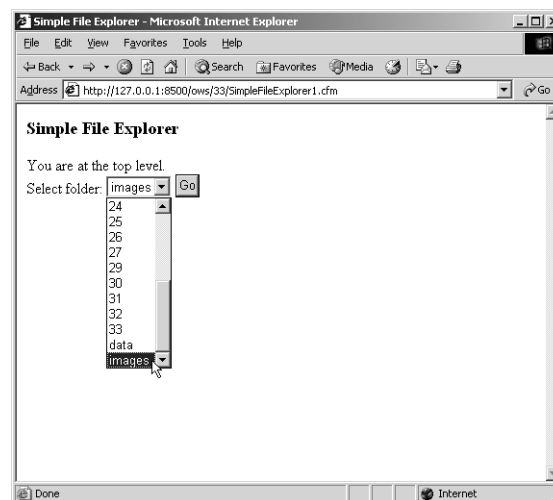 Simple File Explorer - Microsoft Internet Explorer
File Edit View Favorites Tools Help
Back Search Favorites Media
Address http://127.0.0.1:8500/ows/33/SimpleFileExplorer1.cfm Go
Simple File Explorer
You are at the top level.
Select folder: images Go
24
25
26
27
29
30
31
32
33
data
images
Done Internet